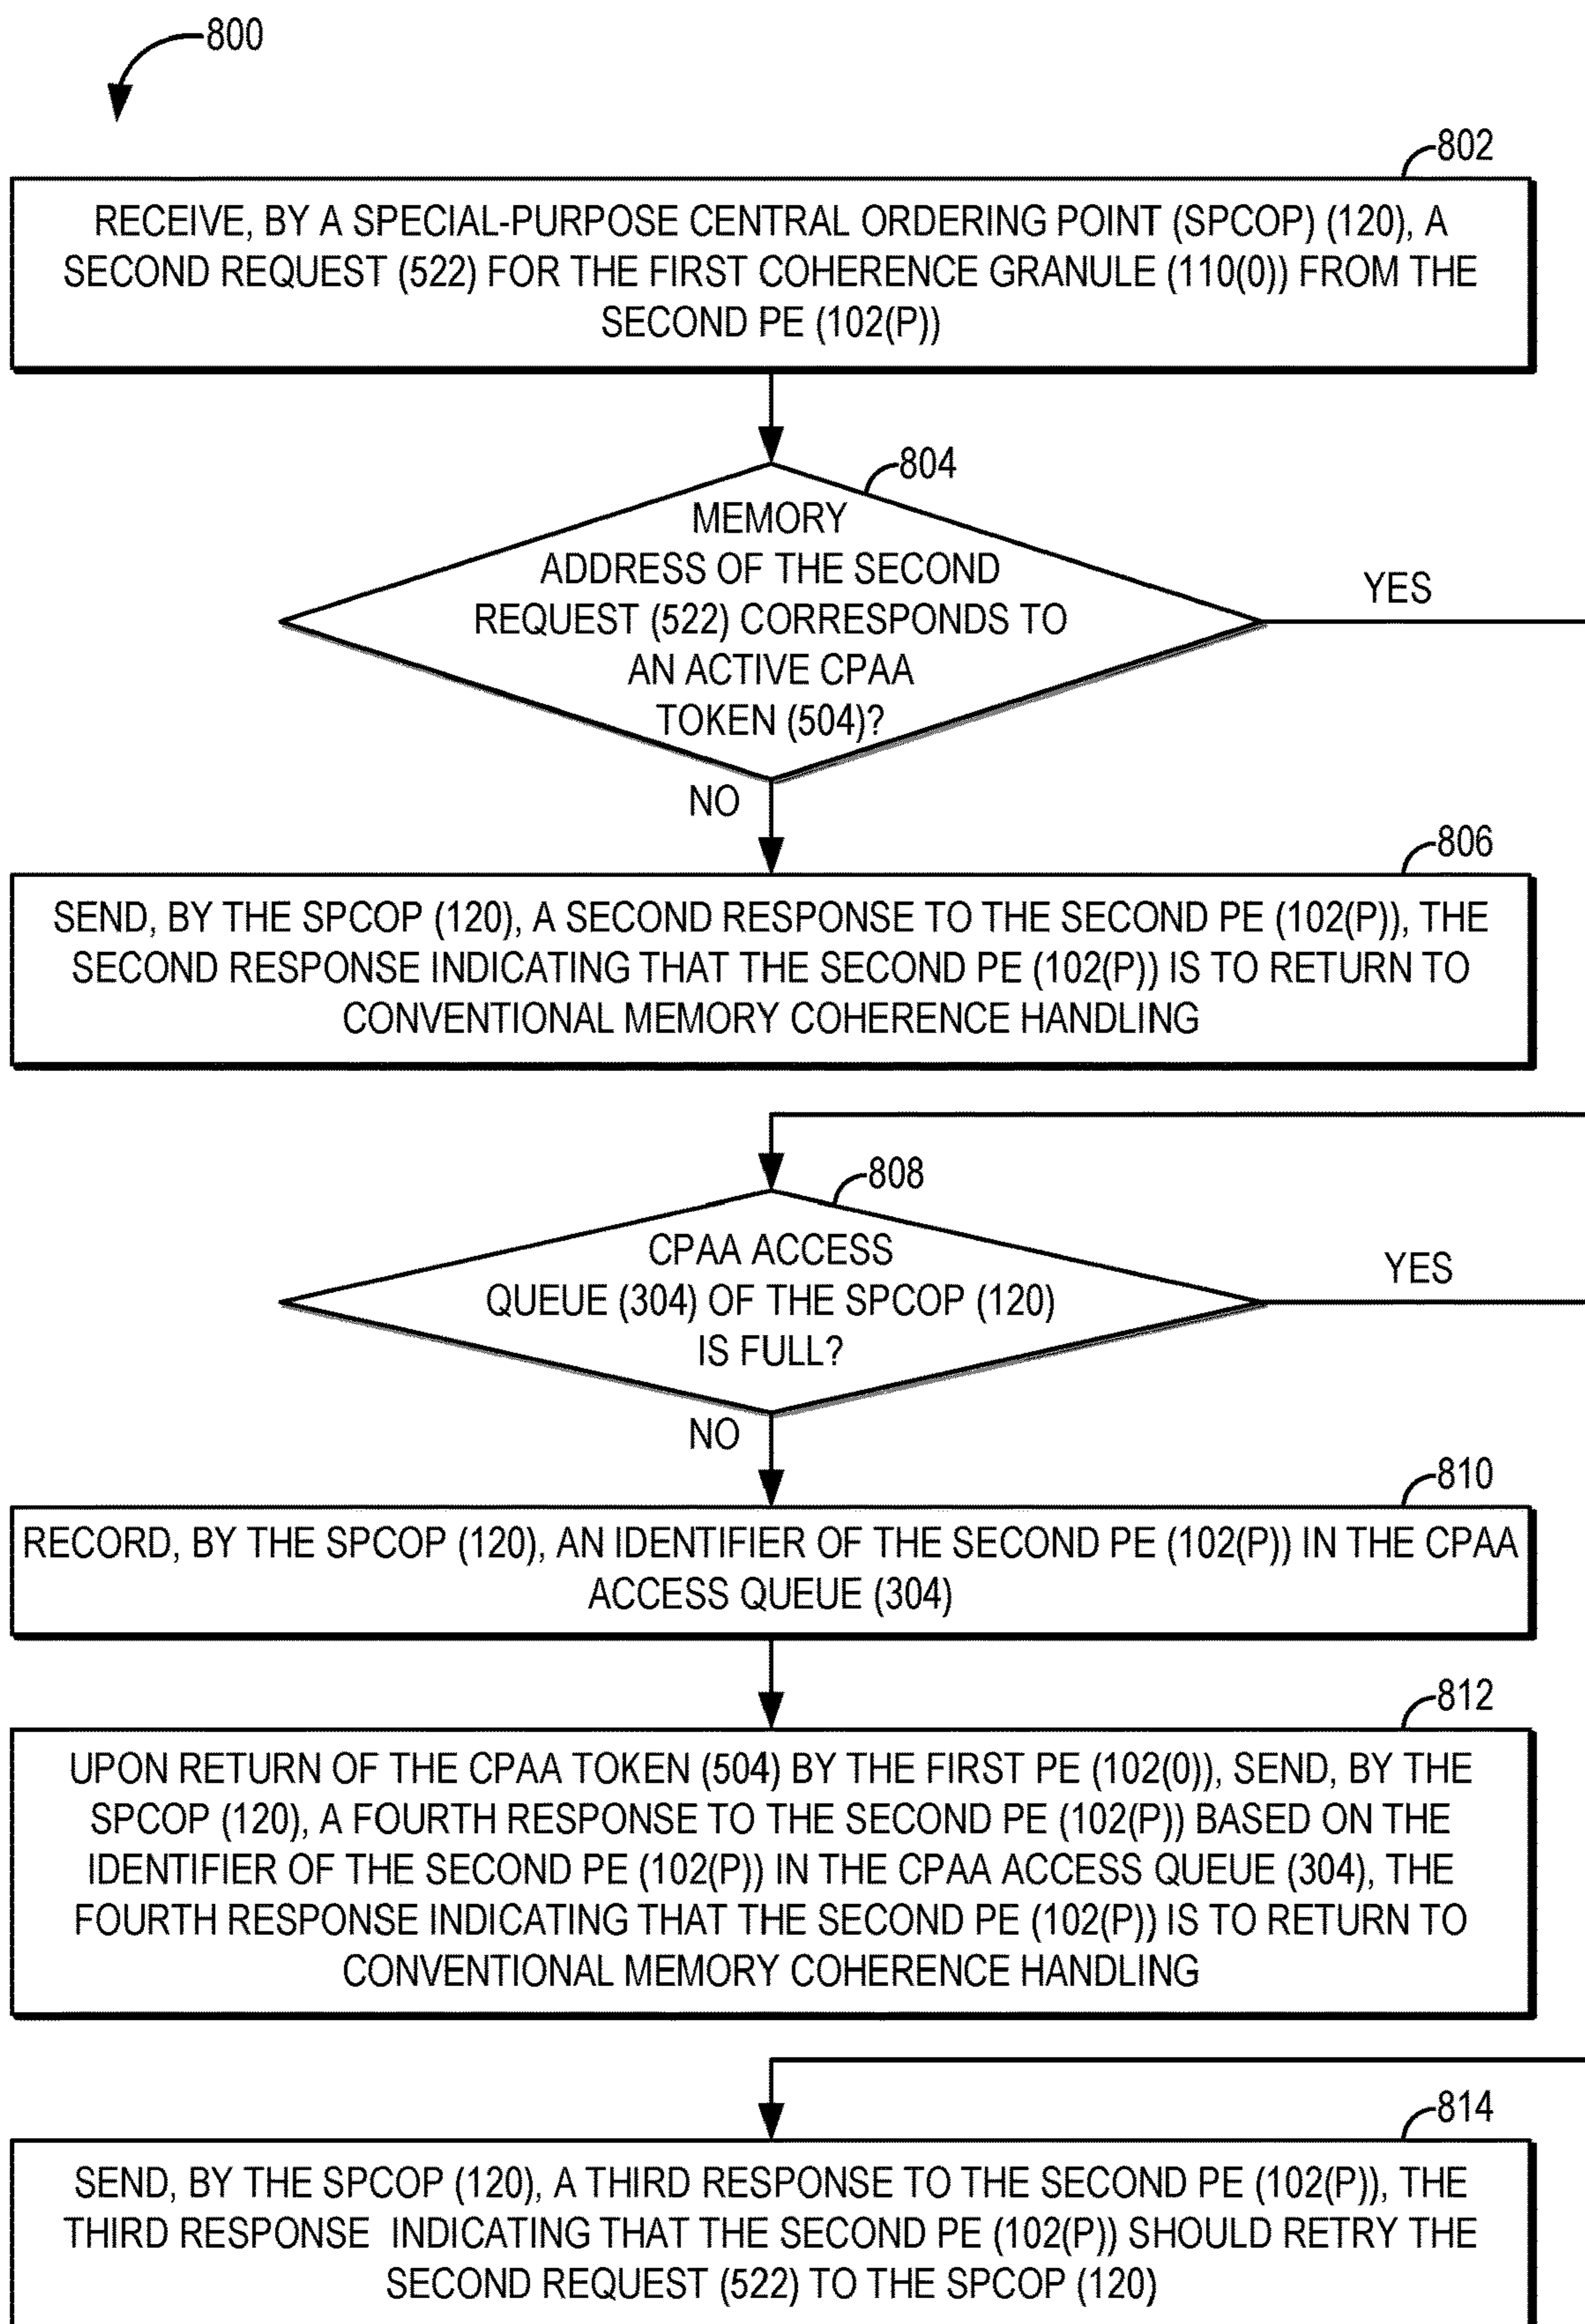 800
802
RECEIVE, BY A SPECIAL-PURPOSE CENTRAL ORDERING POINT (SPCOP) (120), A
SECOND REQUEST (522) FOR THE FIRST COHERENCE GRANULE (110(0)) FROM THE
SECOND PE (102(P))
804
MEMORY
ADDRESS OF THE SECOND
REQUEST (522) CORRESPONDS TO
AN ACTIVE CPAA
TOKEN (504)?
YES
NO
806
SEND, BY THE SPCOP (120), A SECOND RESPONSE TO THE SECOND PE (102(P)), THE
SECOND RESPONSE INDICATING THAT THE SECOND PE (102(P)) IS TO RETURN TO
CONVENTIONAL MEMORY COHERENCE HANDLING
808
CPAA ACCESS
QUEUE (304) OF THE SPCOP (120)
IS FULL?
YES
NO
810
RECORD, BY THE SPCOP (120), AN IDENTIFIER OF THE SECOND PE (102(P)) IN THE CPAA
ACCESS QUEUE (304)
812
UPON RETURN OF THE CPAA TOKEN (504) BY THE FIRST PE (102(0)), SEND, BY THE
SPCOP (120), A FOURTH RESPONSE TO THE SECOND PE (102(P)) BASED ON THE
IDENTIFIER OF THE SECOND PE (102(P)) IN THE CPAA ACCESS QUEUE (304), THE
FOURTH RESPONSE INDICATING THAT THE SECOND PE (102(P)) IS TO RETURN TO
CONVENTIONAL MEMORY COHERENCE HANDLING
814
SEND, BY THE SPCOP (120), A THIRD RESPONSE TO THE SECOND PE (102(P)), THE
THIRD RESPONSE INDICATING THAT THE SECOND PE (102(P)) SHOULD RETRY THE
SECOND REQUEST (522) TO THE SPCOP (120)